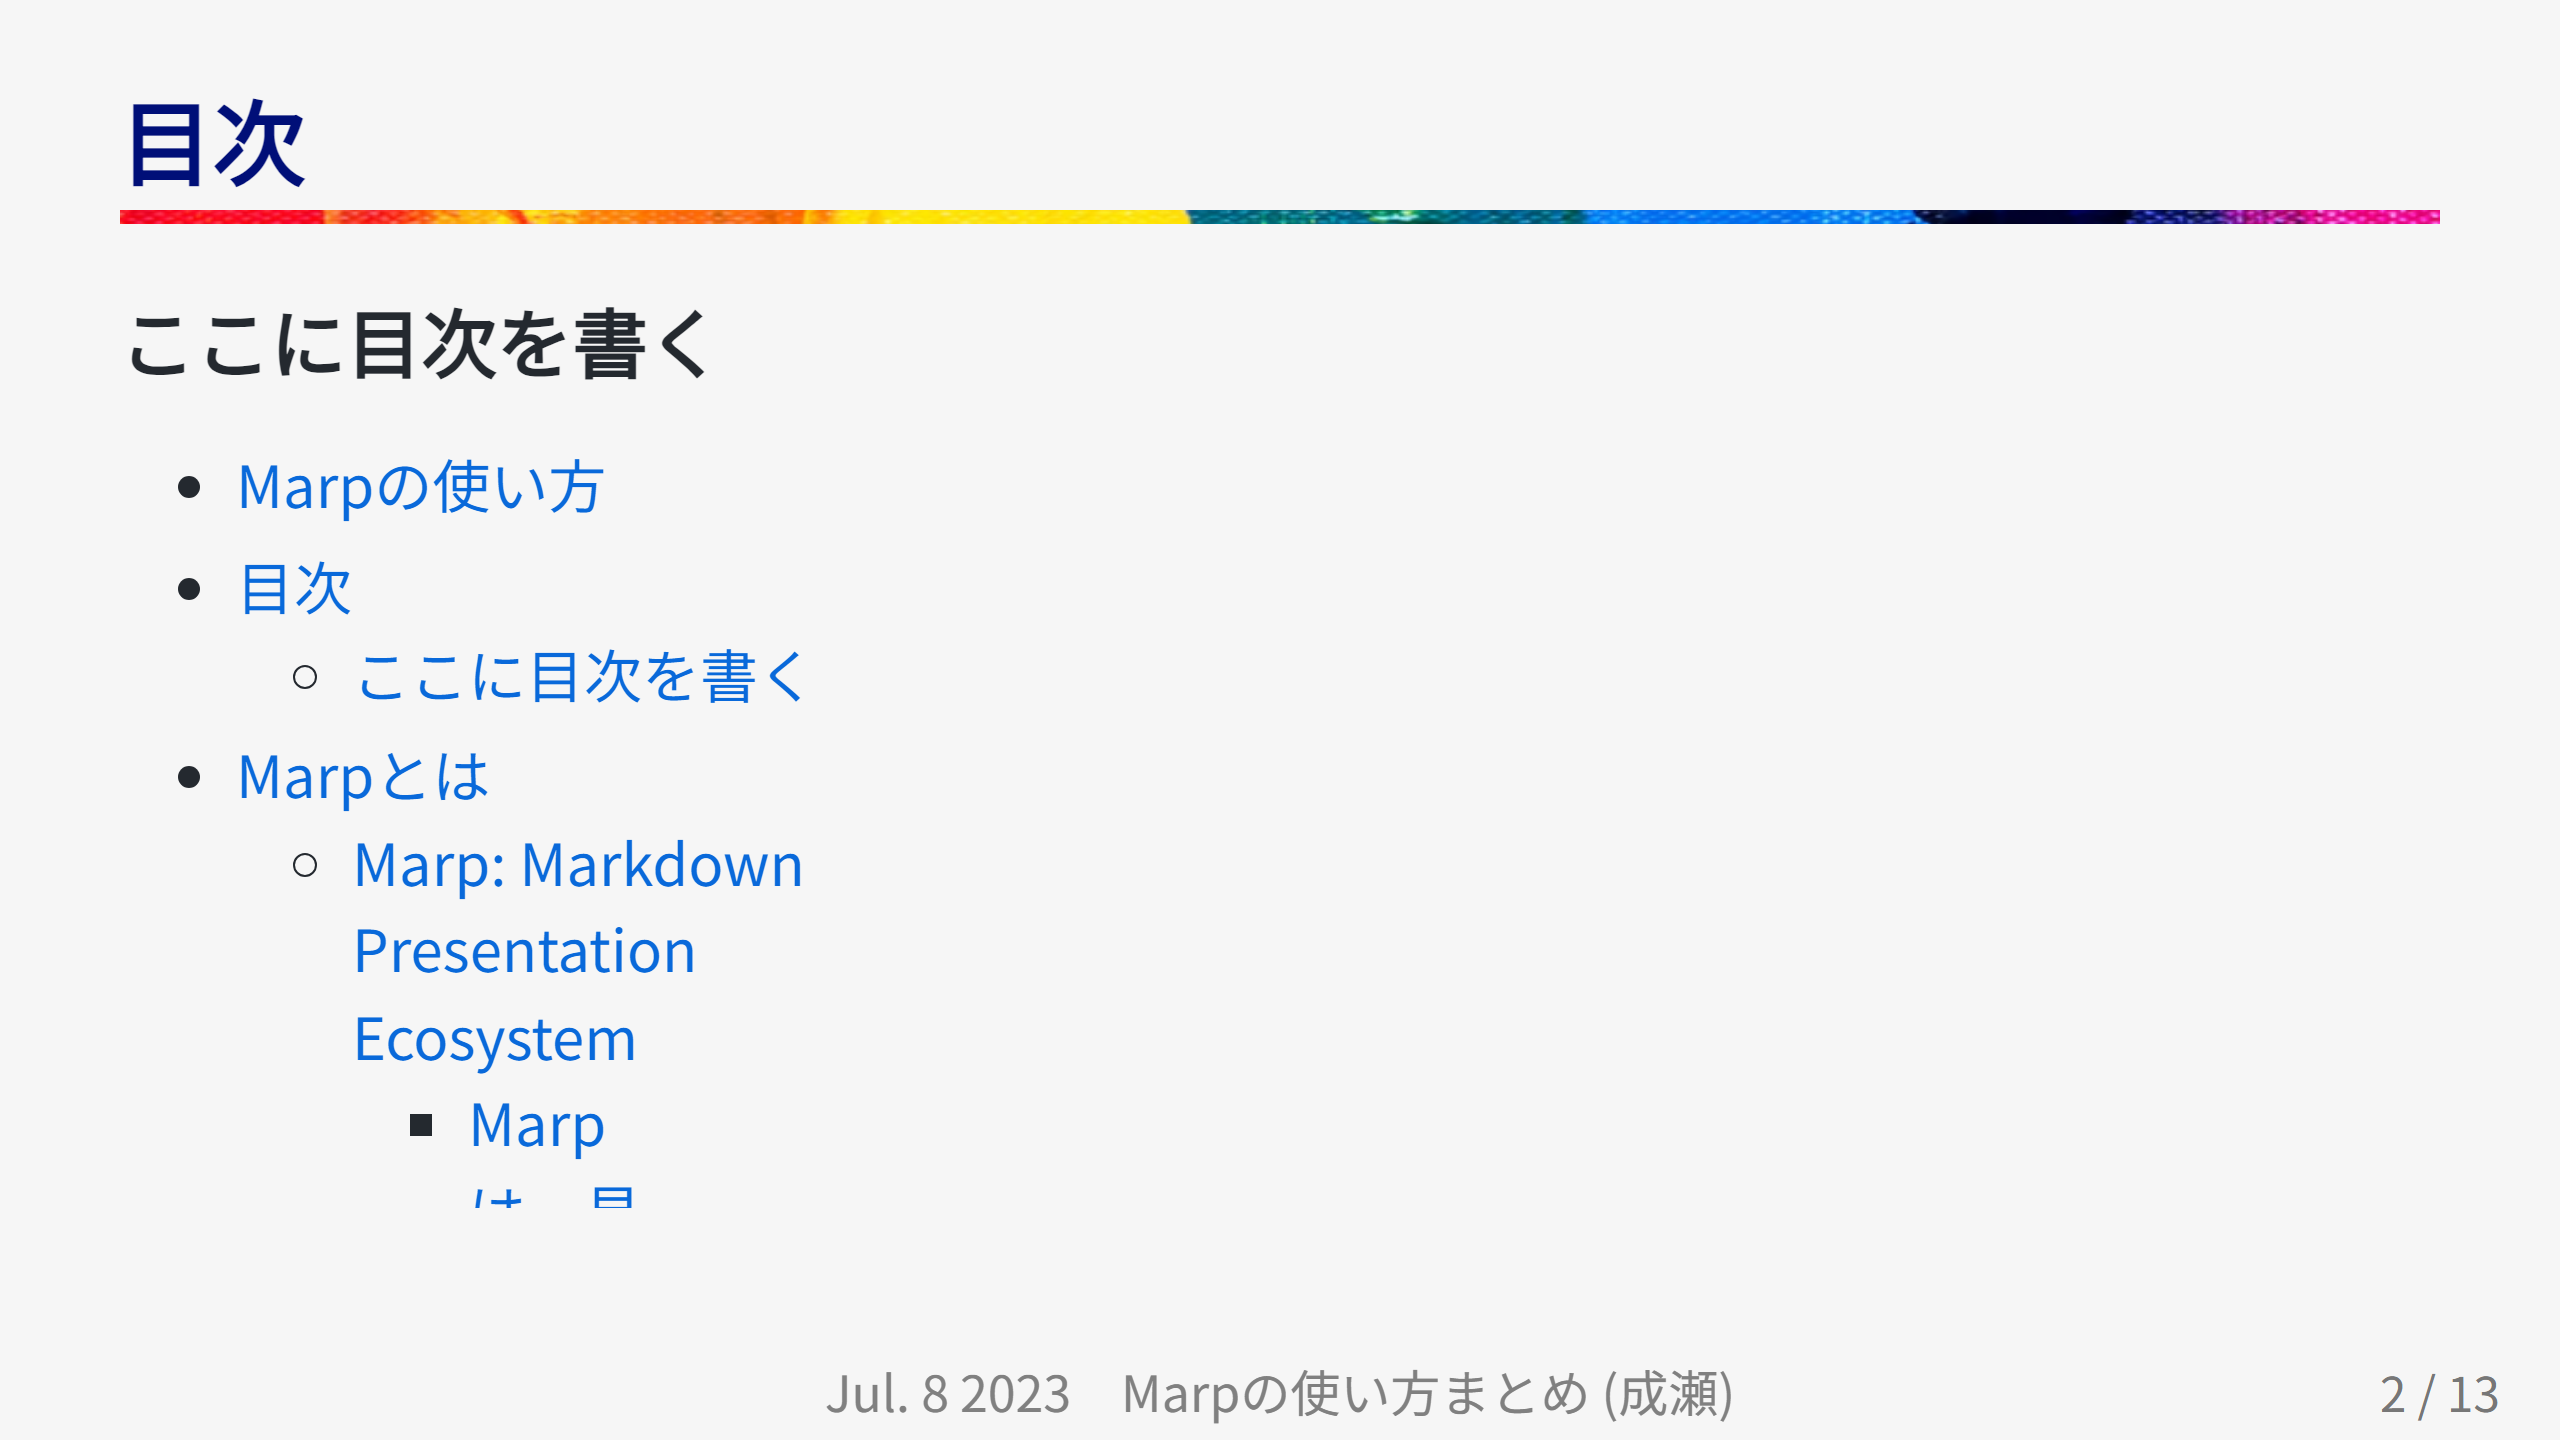 目次
ここに目次を書く
Marpの使い方
目次
ここに目次を書く
Marpとは
Marp: Markdown
Presentation
Ecosystem
Marp
Jul. 8 2023　Marpの使い方まとめ (成瀬)
2 / 13